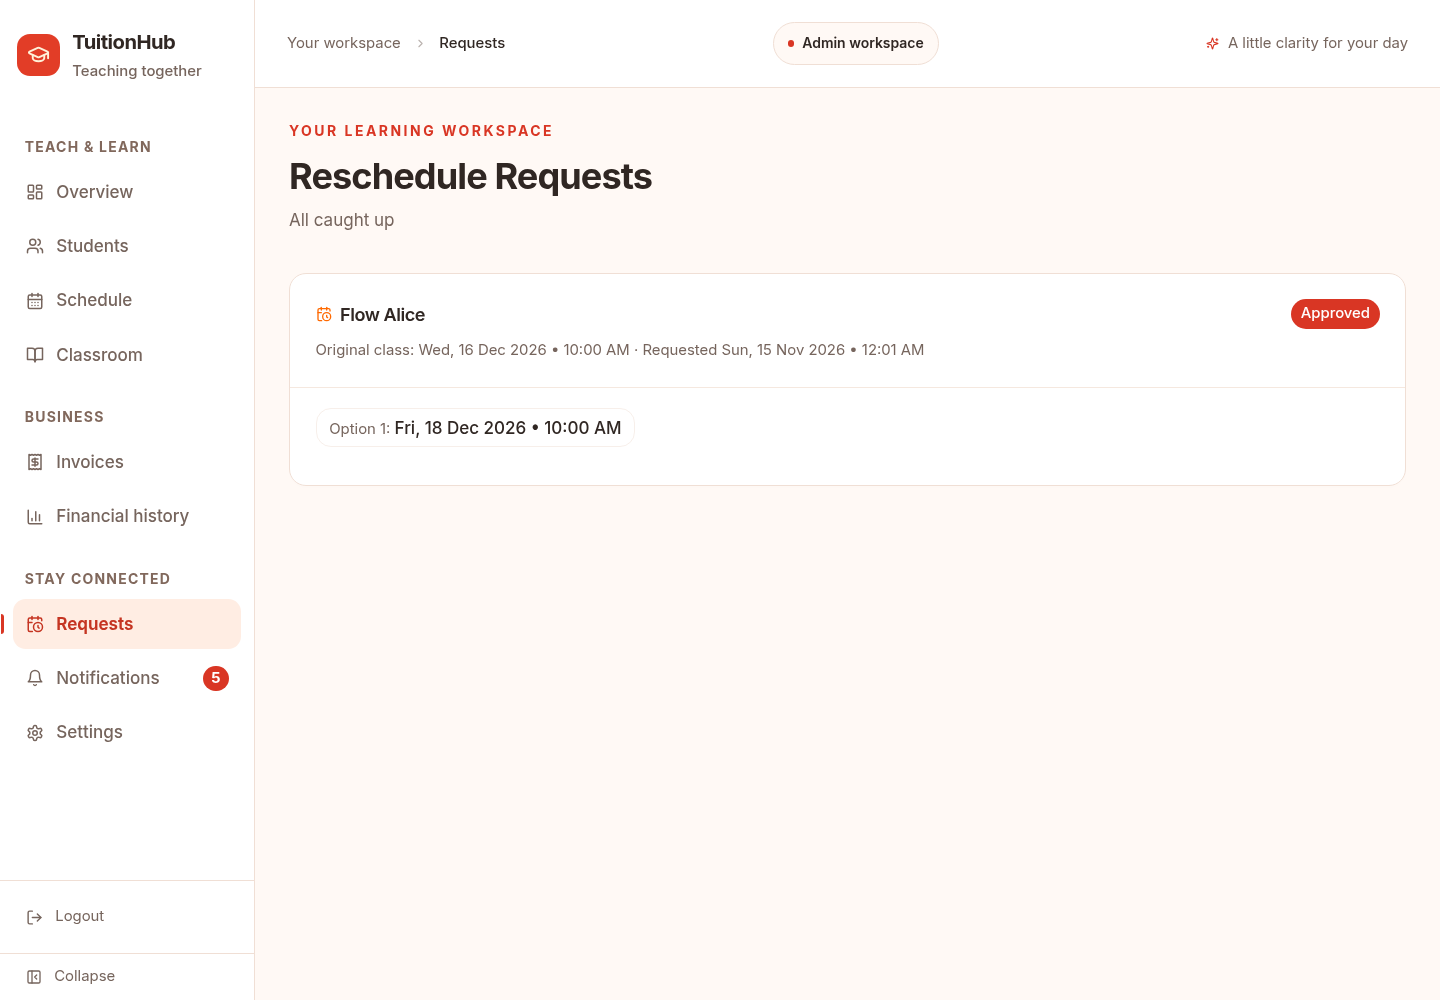 TuitionHub
Teaching together
TEACH & LEARN
Overview
Students
Schedule
Classroom
BUSINESS
Invoices
Financial history
STAY CONNECTED
Requests
Notifications 5
Settings
Logout
Collapse
Your workspace › Requests
Admin workspace
A little clarity for your day
YOUR LEARNING WORKSPACE
Reschedule Requests
All caught up
Flow Alice
Approved
Original class: Wed, 16 Dec 2026 • 10:00 AM · Requested Sun, 15 Nov 2026 • 12:01 AM
Option 1: Fri, 18 Dec 2026 • 10:00 AM